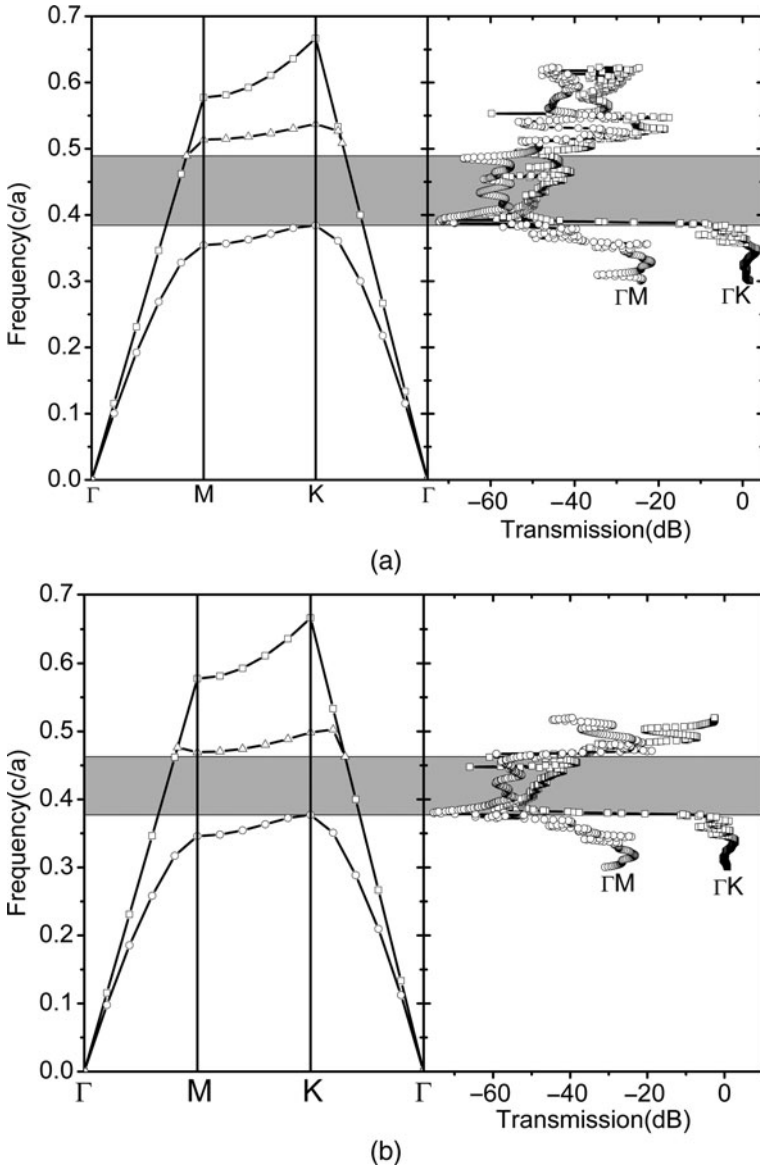 0.7
0.6
0.5
0.4
0.3
0.2
0.1
0.0
Frequency(c/a)
Γ M K Γ
ΓM ΓK
−60 −40 −20 0
Transmission(dB)
(a)
0.7
0.6
0.5
0.4
0.3
0.2
0.1
0.0
Frequency(c/a)
Γ M K Γ
ΓM ΓK
−60 −40 −20 0
Transmission(dB)
(b)